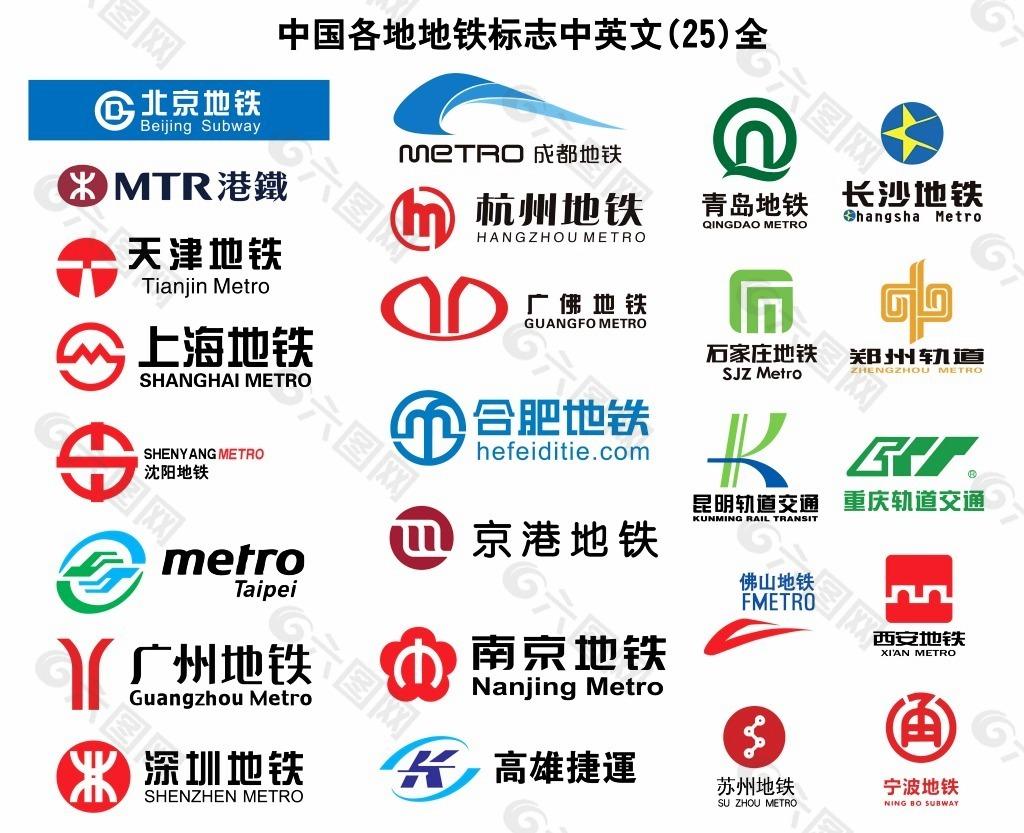 中国各地地铁标志中英文(25)全
北京地铁
Beijing Subway
MTR港鐵
天津地铁
Tianjin Metro
上海地铁
SHANGHAI METRO
SHENYANG METRO
沈阳地铁
metro
Taipei
广州地铁
Guangzhou Metro
深圳地铁
SHENZHEN METRO
METRO 成都地铁
杭州地铁
HANGZHOU METRO
广佛地铁
GUANGFO METRO
合肥地铁
hefeiditie.com
京港地铁
南京地铁
Nanjing Metro
K
高雄捷運
青岛地铁
QINGDAO METRO
长沙地铁
Changsha Metro
石家庄地铁
SJZ Metro
郑州轨道
ZHENGZHOU METRO
昆明轨道交通
KUNMING RAIL TRANSIT
CRT®
重庆轨道交通
佛山地铁
FMETRO
西安地铁
XI'AN METRO
苏州地铁
SU ZHOU METRO
宁波地铁
NING BO SUBWAY
六图网